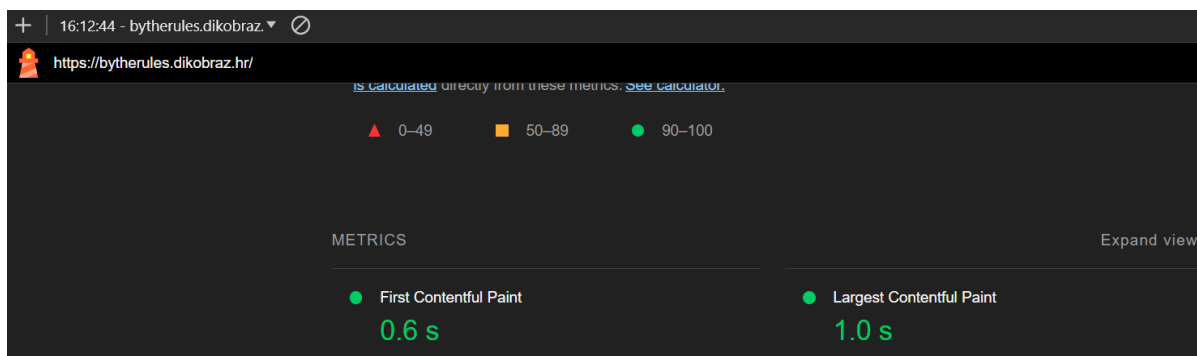 16:12:44 - bytherules.dikobraz.
https://bytherules.dikobraz.hr/
is calculated directly from these metrics. See calculator.
0–49 50–89 90–100
METRICS Expand view
First Contentful Paint Largest Contentful Paint
0.6 s 1.0 s